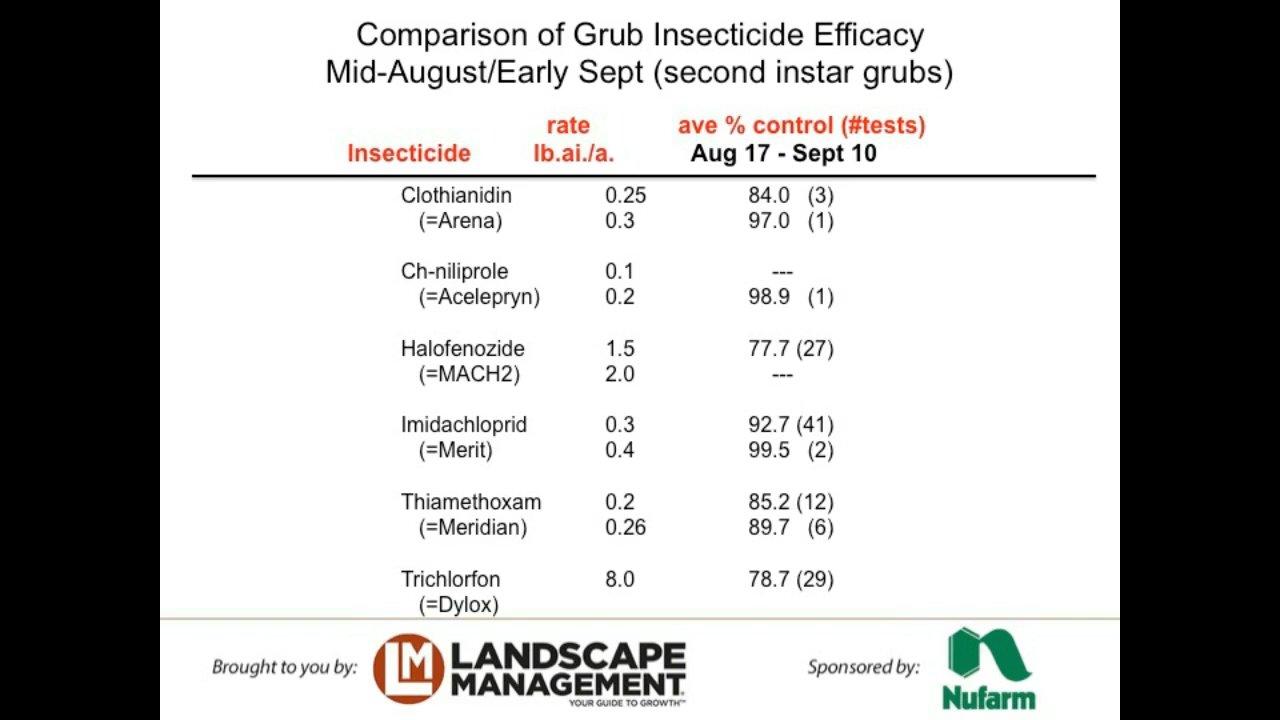 Comparison of Grub Insecticide Efficacy
Mid-August/Early Sept (second instar grubs)
rate ave % control (#tests)
Insecticide lb.ai./a. Aug 17 - Sept 10
Clothianidin 0.25 84.0 (3)
(=Arena) 0.3 97.0 (1)
Ch-niliprole 0.1 ---
(=Acelepryn) 0.2 98.9 (1)
Halofenozide 1.5 77.7 (27)
(=MACH2) 2.0 ---
Imidachloprid 0.3 92.7 (41)
(=Merit) 0.4 99.5 (2)
Thiamethoxam 0.2 85.2 (12)
(=Meridian) 0.26 89.7 (6)
Trichlorfon 8.0 78.7 (29)
(=Dylox)
Brought to you by: LM LANDSCAPE MANAGEMENT
YOUR GUIDE TO GROWTH™
Sponsored by: Nufarm